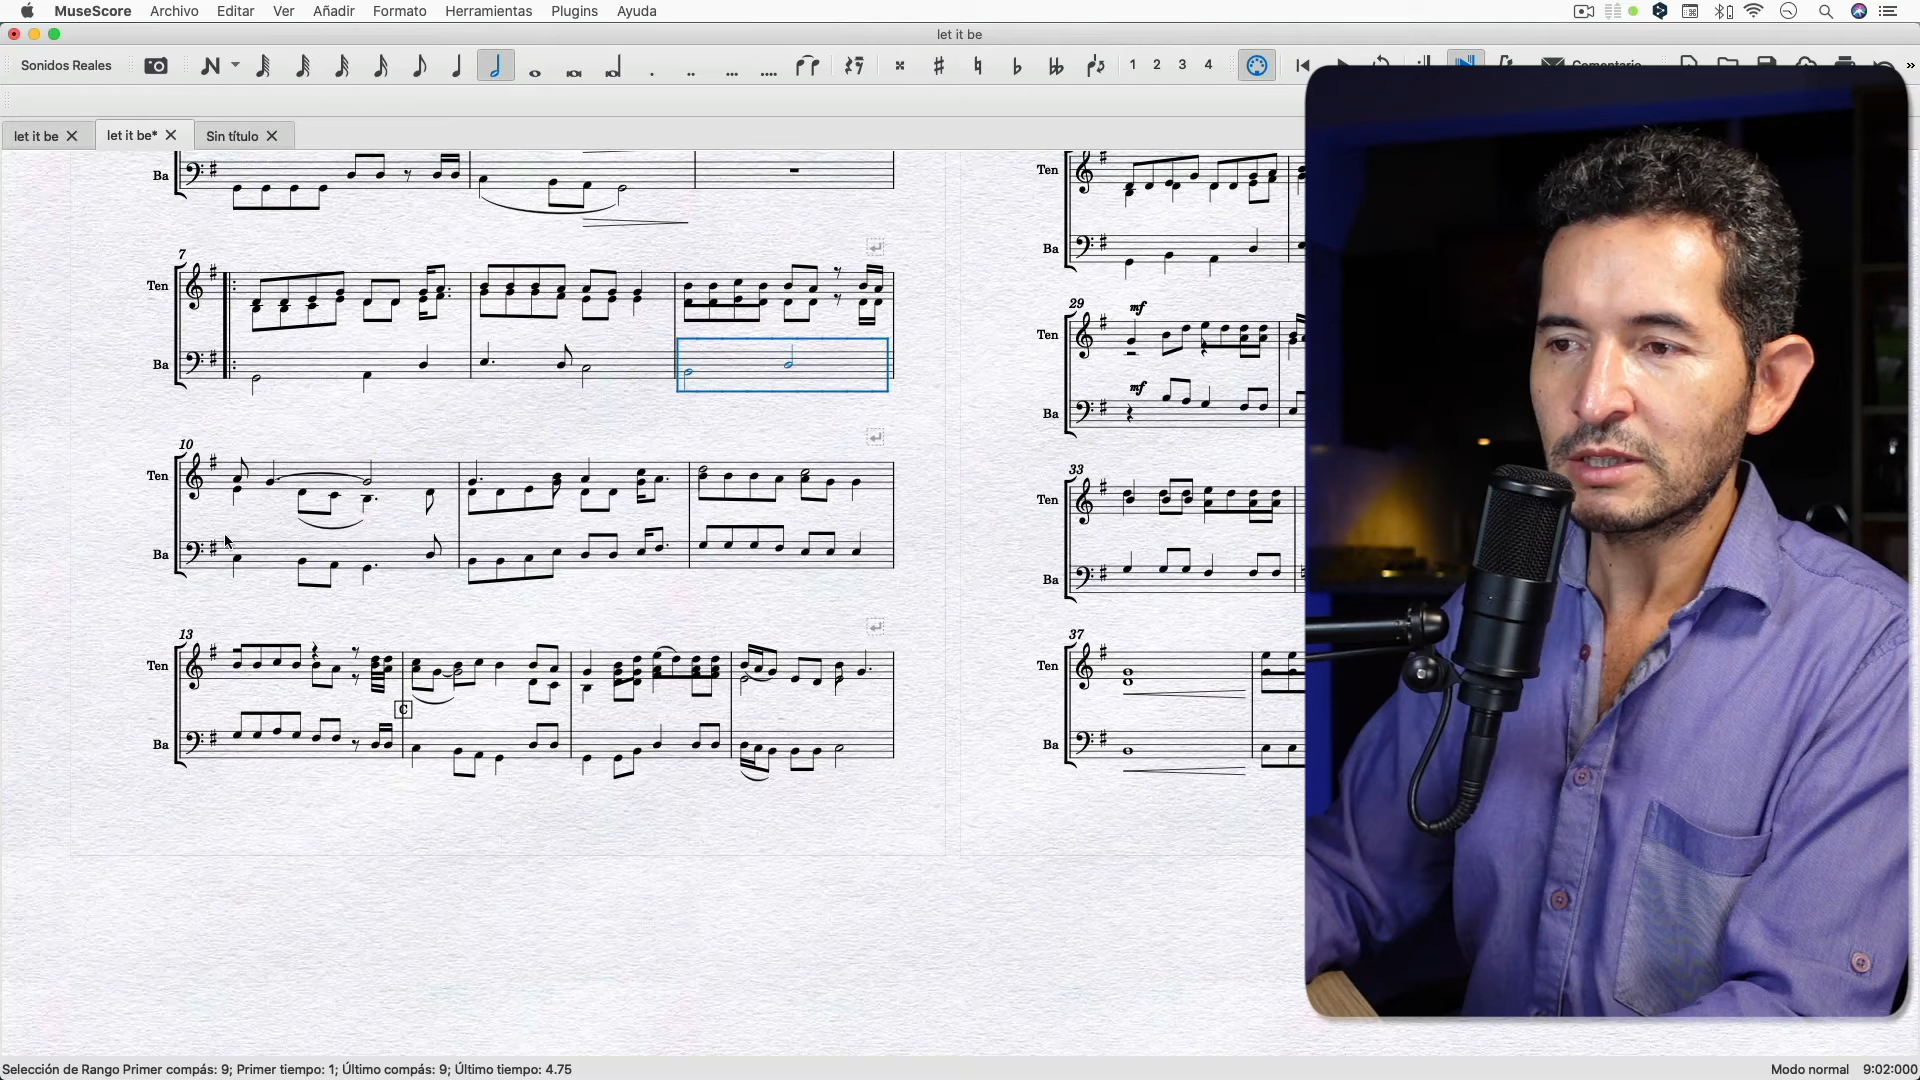 MuseScore Archivo Editar Ver Añadir Formato Herramientas Plugins Ayuda
let it be
Sonidos Reales 1 2 3 4
let it be let it be* Sin título
Ba
Ten
Ba
7
Ten
Ba
10
Ten
Ba
13
Ten
C
Ba
29
mf
Ten
mf
Ba
33
Ten
Ba
37
Ten
Ba
Selección de Rango Primer compás: 9; Primer tiempo: 1; Último compás: 9; Último tiempo: 4.75 Modo normal 9:02:000